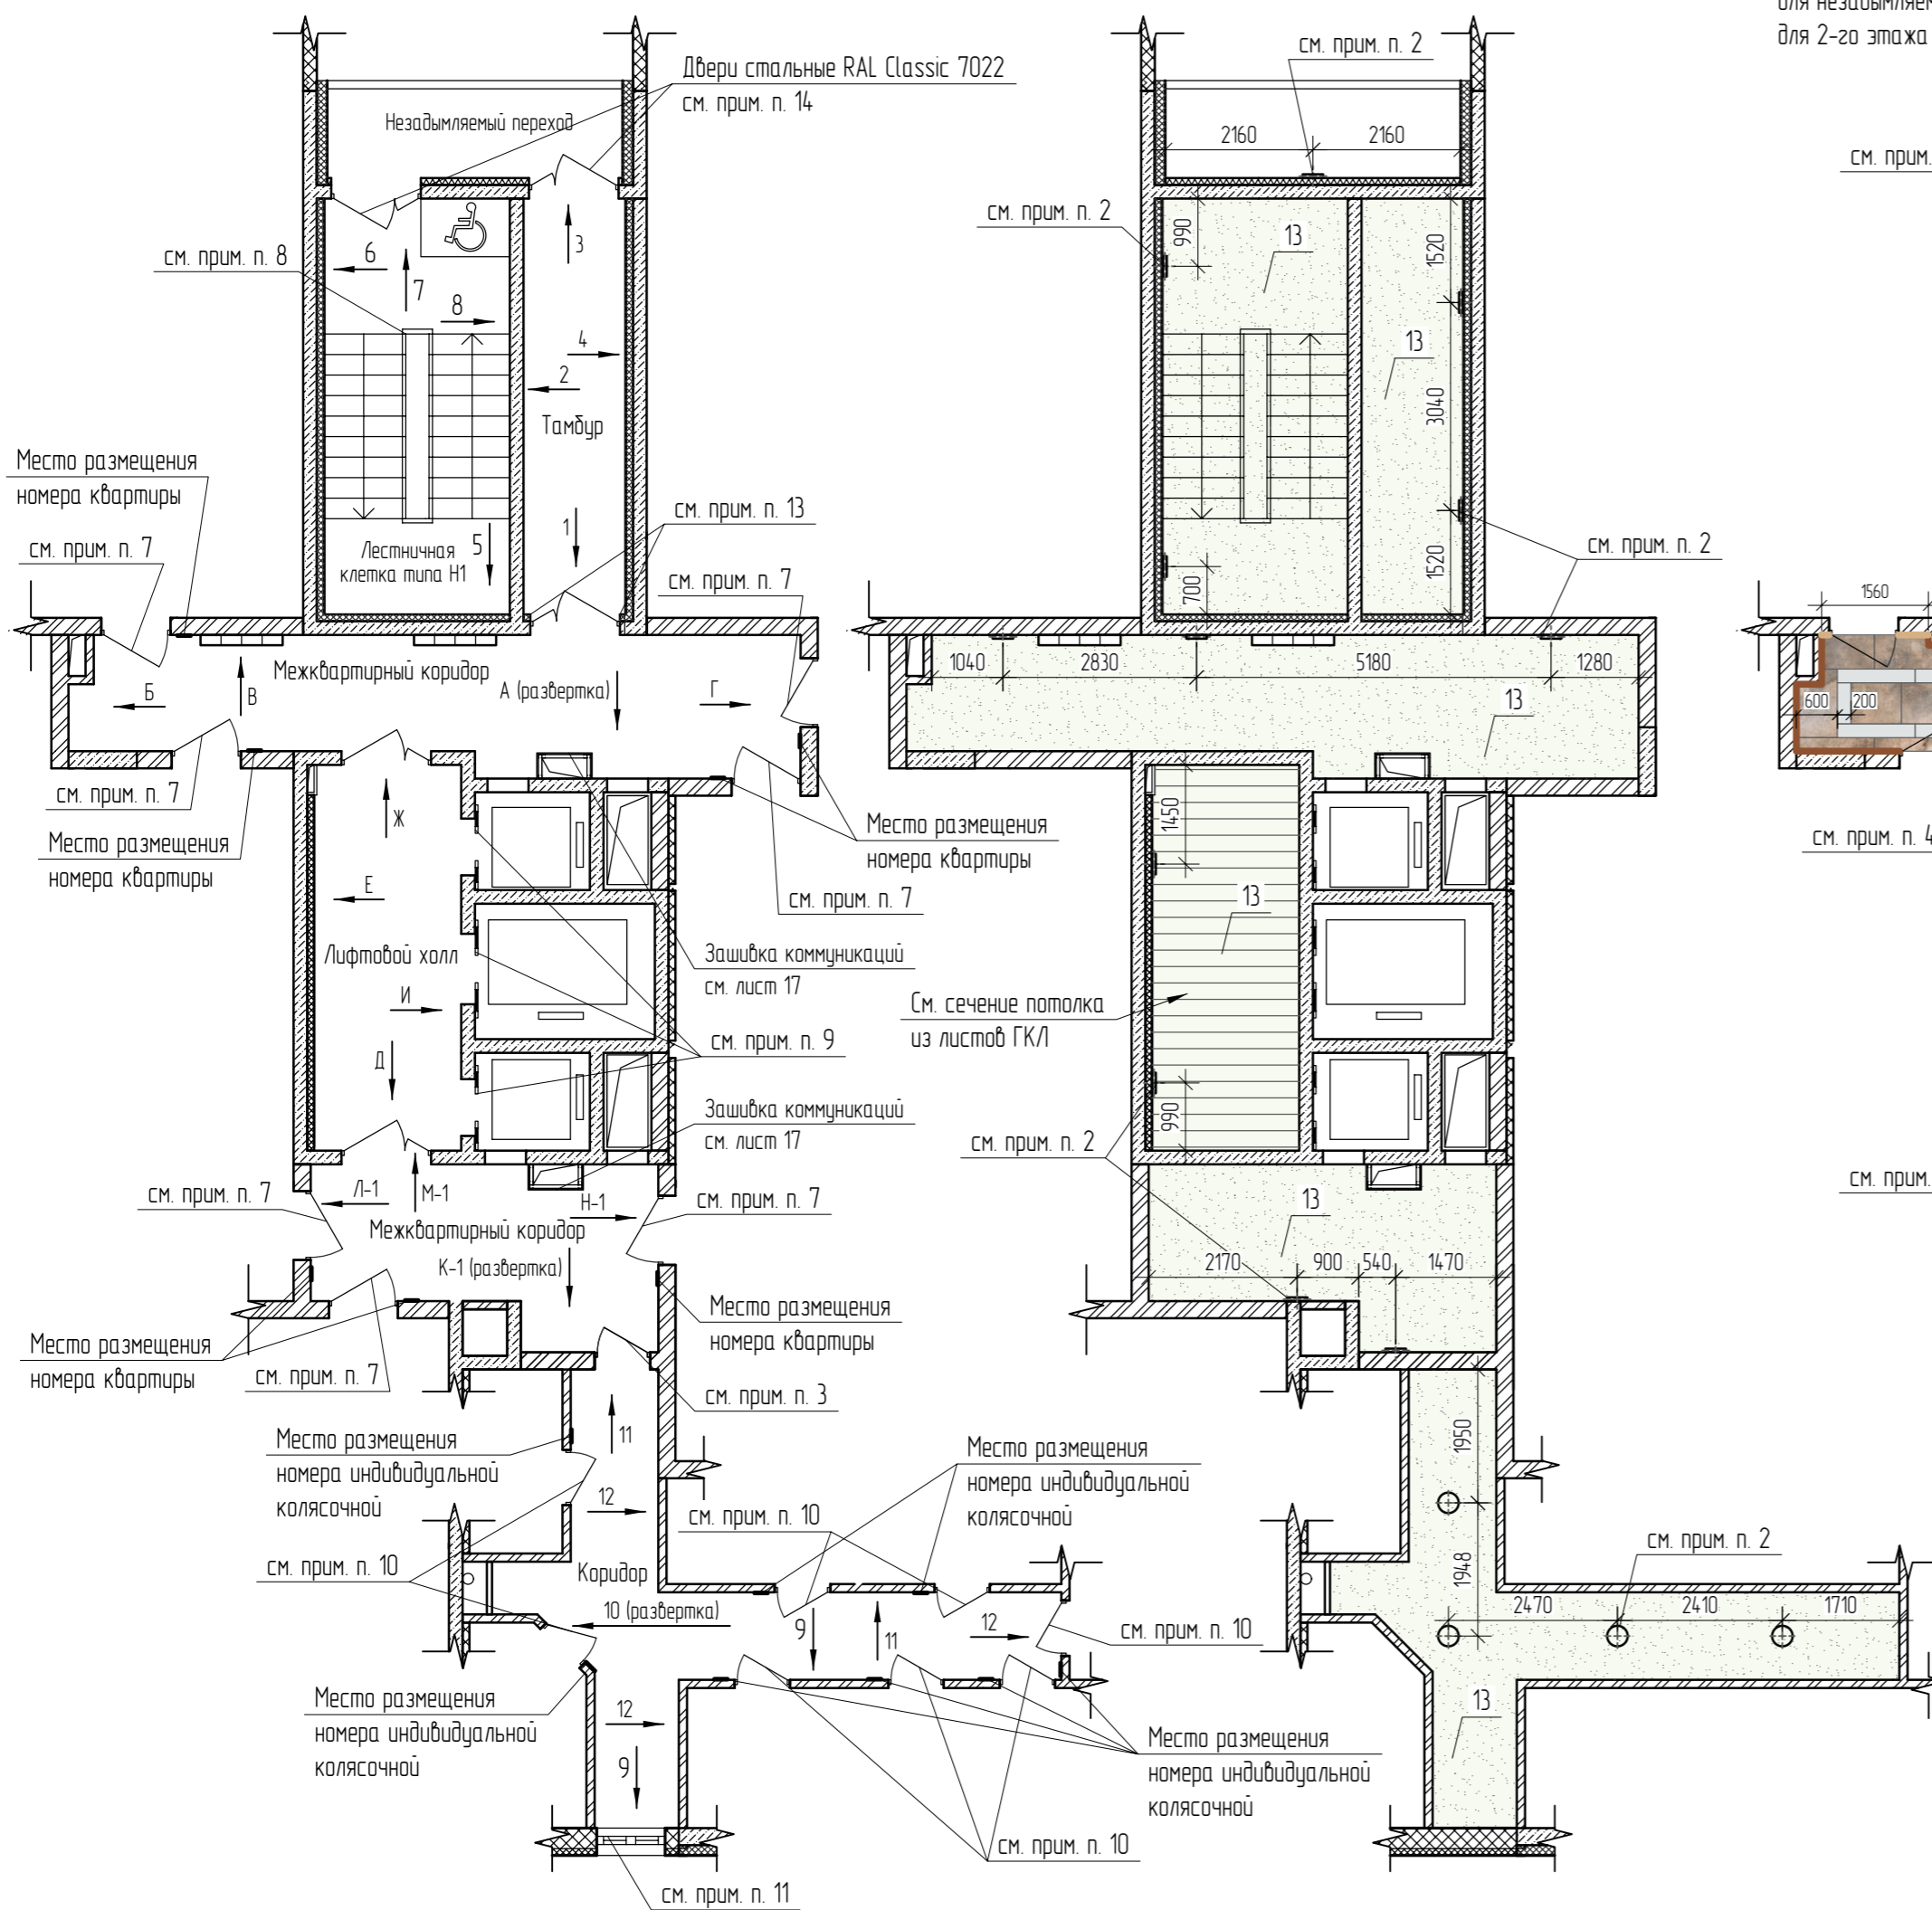 Двери стальные RAL Classic 7022
см. прим. п. 14
Незадымляемый переход
см. прим. п. 8
6
7
8
3
4
2
Тамбур
1
5
Лестничная
клетка типа Н1
Место размещения
номера квартиры
см. прим. п. 7
см. прим. п. 13
см. прим. п. 7
Межквартирный коридор
А (развертка)
Б
В
Г
см. прим. п. 7
Место размещения
номера квартиры
Ж
Е
Лифтовой холл
И
Д
Место размещения
номера квартиры
см. прим. п. 7
Зашивка коммуникаций
см. лист 17
см. прим. п. 9
Зашивка коммуникаций
см. лист 17
см. прим. п. 7
Л-1
М-1
Н-1
см. прим. п. 7
Межквартирный коридор
К-1 (развертка)
Место размещения
номера квартиры
Место размещения
номера квартиры
см. прим. п. 7
см. прим. п. 3
11
Место размещения
номера индивидуальной
колясочной
12
см. прим. п. 10
Место размещения
номера индивидуальной
колясочной
см. прим. п. 10
Коридор
10 (развертка)
9
11
12
см. прим. п. 10
Место размещения
номера индивидуальной
колясочной
12
9
Место размещения
номера индивидуальной
колясочной
см. прим. п. 10
см. прим. п. 11
см. прим. п. 2
2160
2160
см. прим. п. 2
990
13
1520
13
3040
1520
700
см. прим. п. 2
1040
2830
5180
1280
13
1450
13
См. сечение потолка
из листов ГКЛ
990
см. прим. п. 2
13
2170
900
540
1470
1950
1948
см. прим. п. 2
2470
2410
1710
13
для 2-го этажа
см. прим.
1560
600
200
см. прим. п. 4
см. прим.